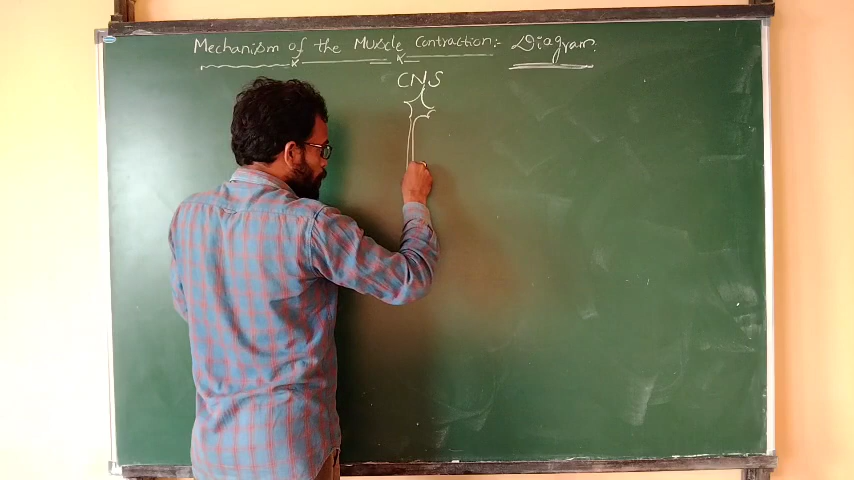 Mechanism of the Muscle Contraction:- Diagram.
CNS